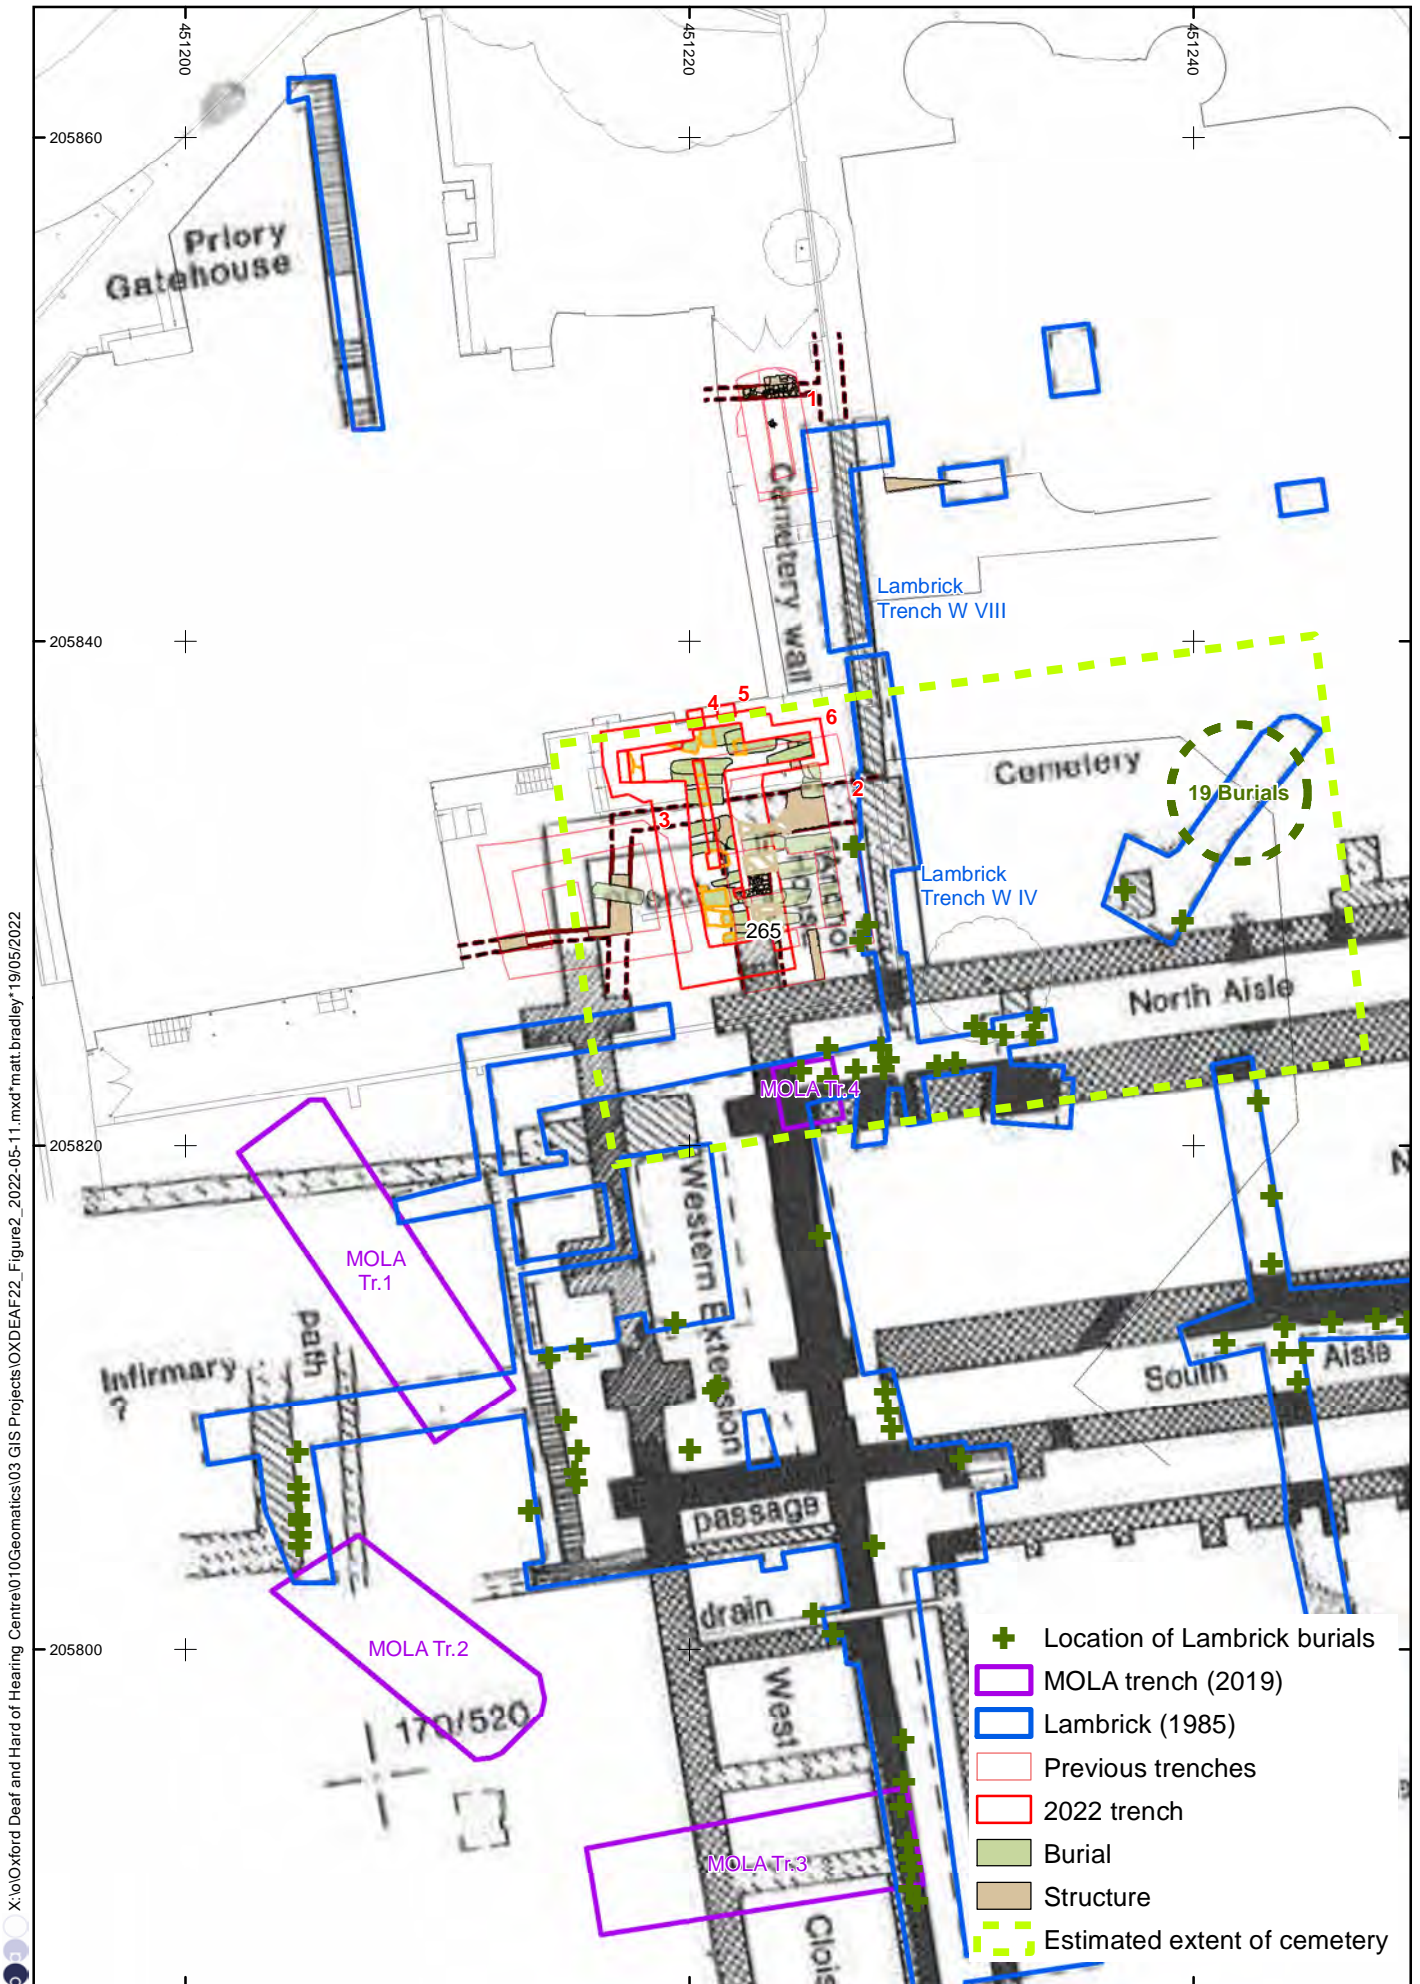 451200
451220
451240
205860
Priory
Gatehouse
1
Cemetery wall
Lambrick
Trench W VIII
205840
4
5
6
Cemetery
2
19 Burials
3
Lambrick
Trench W IV
265
North Aisle
MOLA Tr.4
205820
Western Extension
MOLA
Tr.1
path
Infirmary
?
South
Aisle
passage
drain
205800
MOLA Tr.2
West
170/520
MOLA Tr.3
Clois
Location of Lambrick burials
MOLA trench (2019)
Lambrick (1985)
Previous trenches
2022 trench
Burial
Structure
Estimated extent of cemetery
X:\o\Oxford Deaf and Hard of Hearing Centre\010Geomatics\03 GIS Projects\OXDEAF22_Figure2_2022-05-11.mxd*matt.bradley*19/05/2022